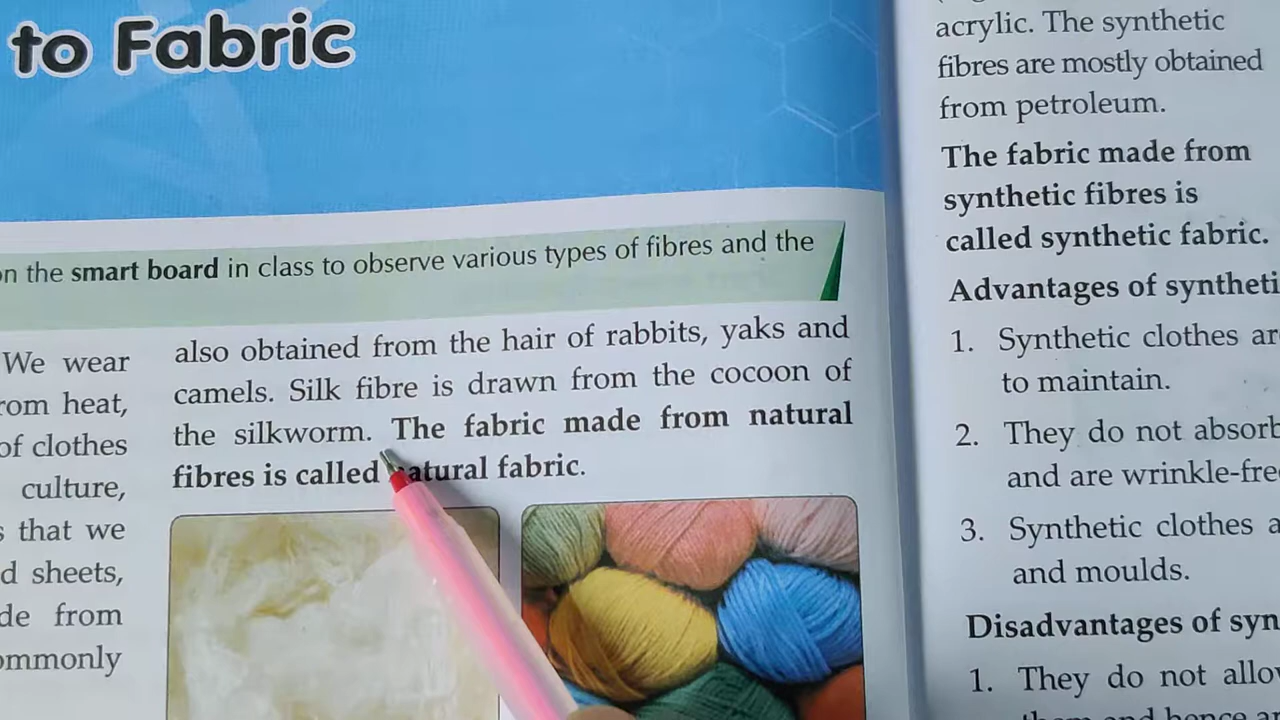 to Fabric
on the smart board in class to observe various types of fibres and the
We wear
from heat,
of clothes
culture,
that we
sheets,
from
also obtained from the hair of rabbits, yaks and
camels. Silk fibre is drawn from the cocoon of
the silkworm. The fabric made from natural
fibres is called natural fabric.
acrylic. The synthetic
fibres are mostly obtained
from petroleum.
The fabric made from
synthetic fibres is
called synthetic fabric.
Advantages of syntheti
1. Synthetic clothes ar
to maintain.
2. They do not absorb
and are wrinkle-fre
3. Synthetic clothes a
and moulds.
Disadvantages of syn
1. They do not allow